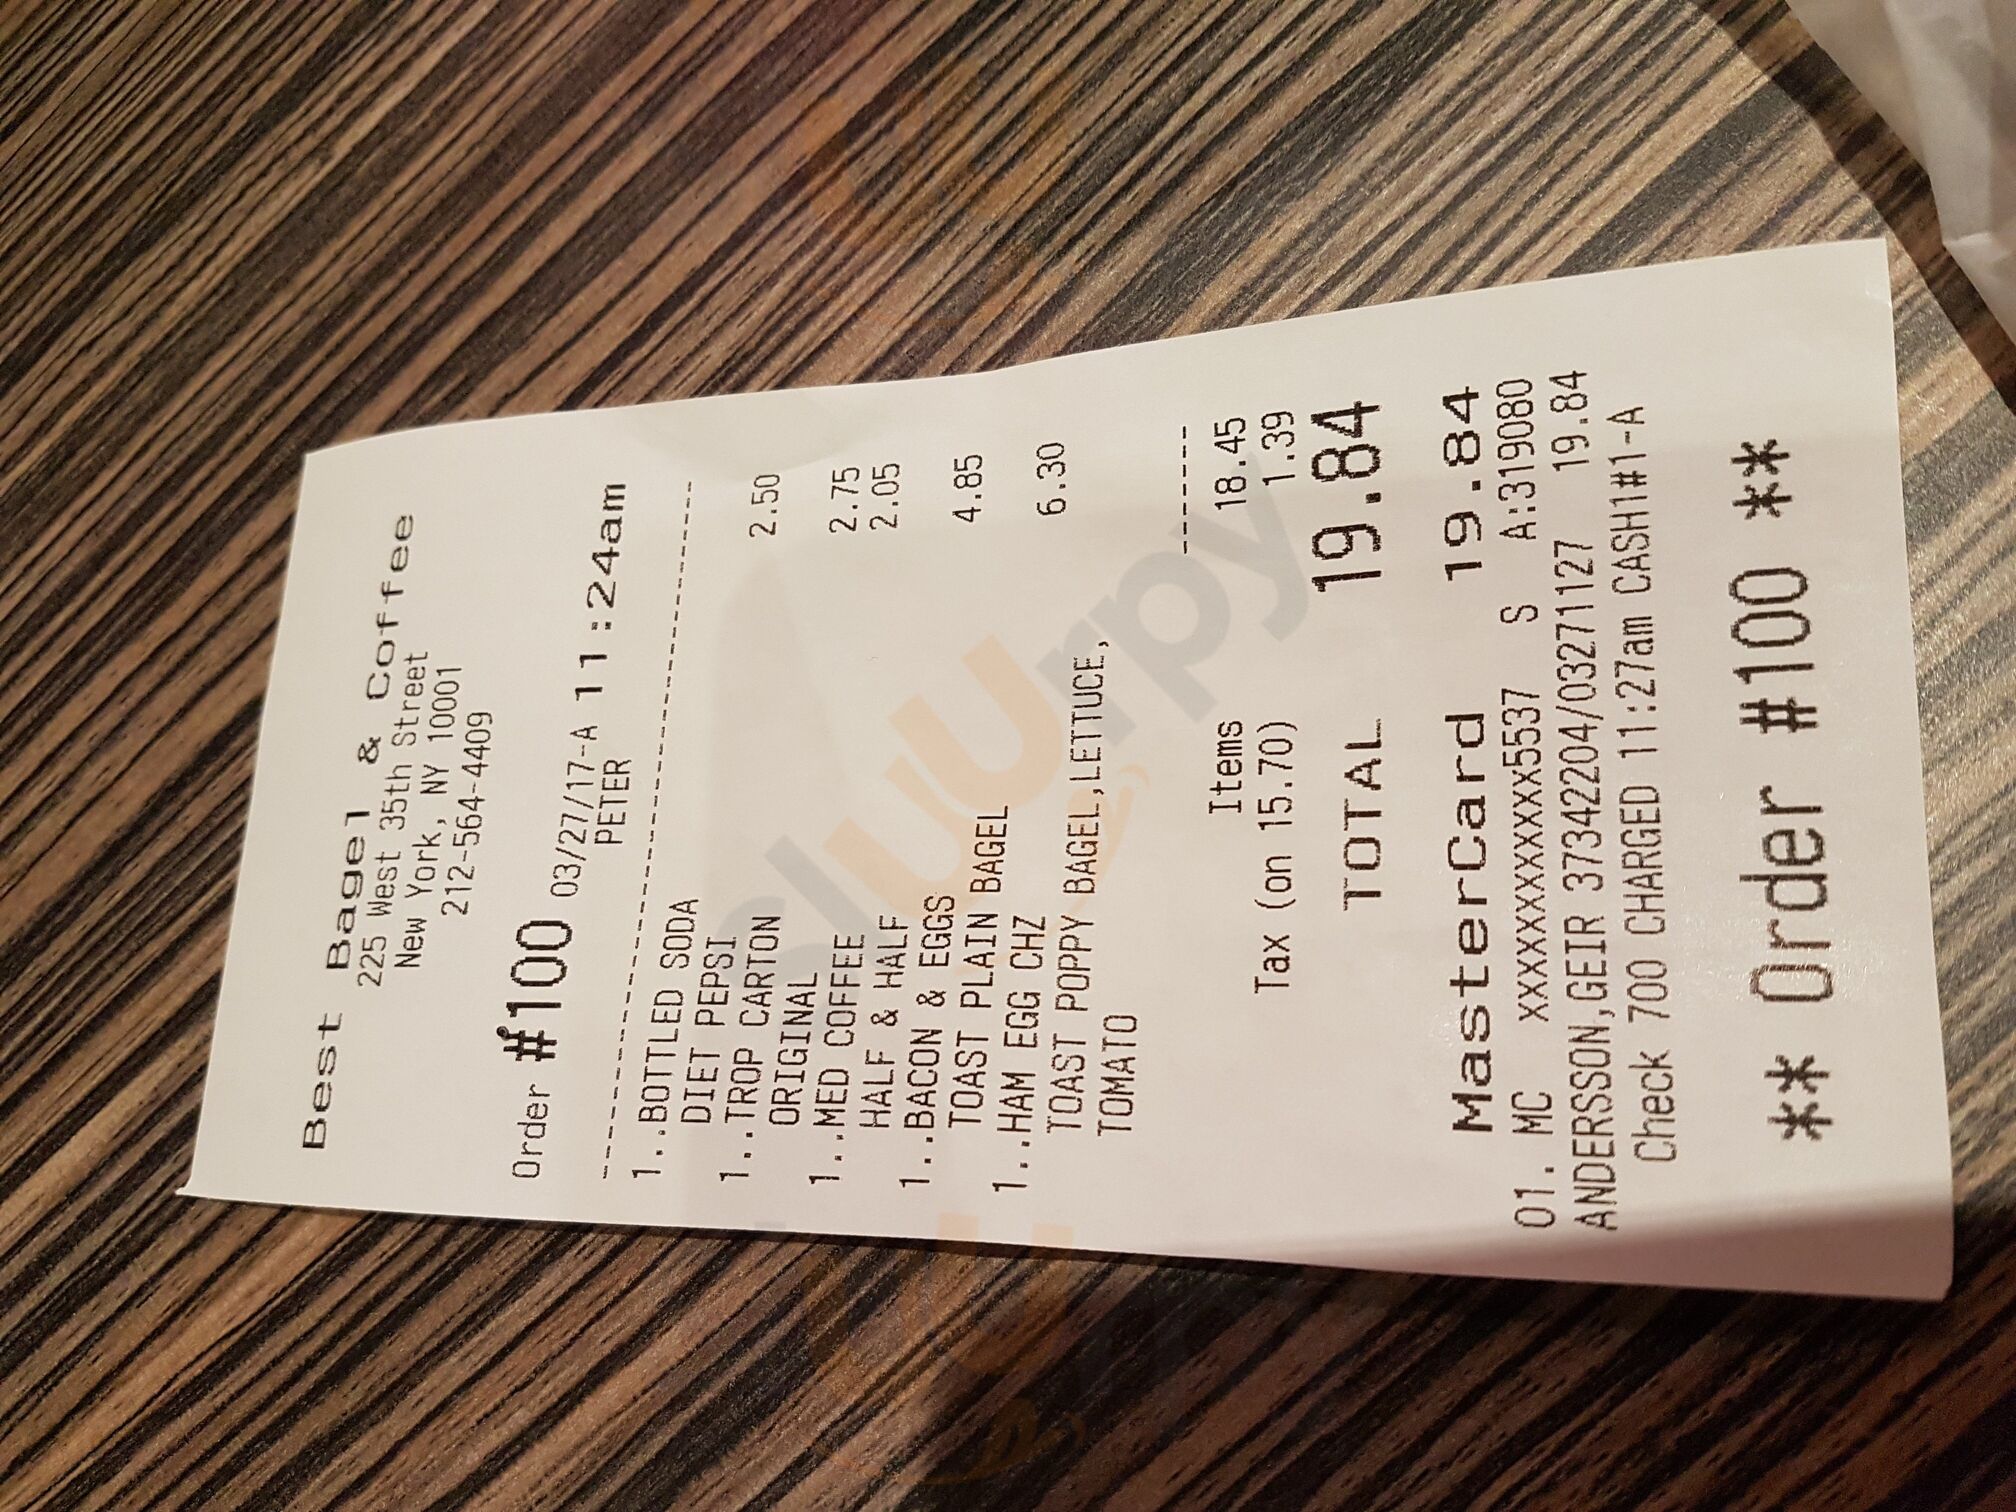 Best Bagel & Coffee
225 West 35th Street
New York, NY 10001
212-564-4409
Order #100 03/27/17-A 11:24am
PETER
--------------------------------------
1..BOTTLED SODA
DIET PEPSI 2.50
1..TROP CARTON
ORIGINAL 2.75
1..MED COFFEE 2.05
HALF & HALF
1..BACON & EGGS 4.85
TOAST PLAIN BAGEL
1..HAM EGG CHZ 6.30
TOAST POPPY BAGEL,LETTUCE,
TOMATO
-------
Items 18.45
Tax (on 15.70) 1.39
TOTAL 19.84
MasterCard 19.84
01. MC xxxxxxxxxxxx5537 S A:319080
ANDERSSON,GEIR 37342204/03271127 19.84
Check 700 CHARGED 11:27am CASH1#1-A
** Order #100 **
Sluurpy